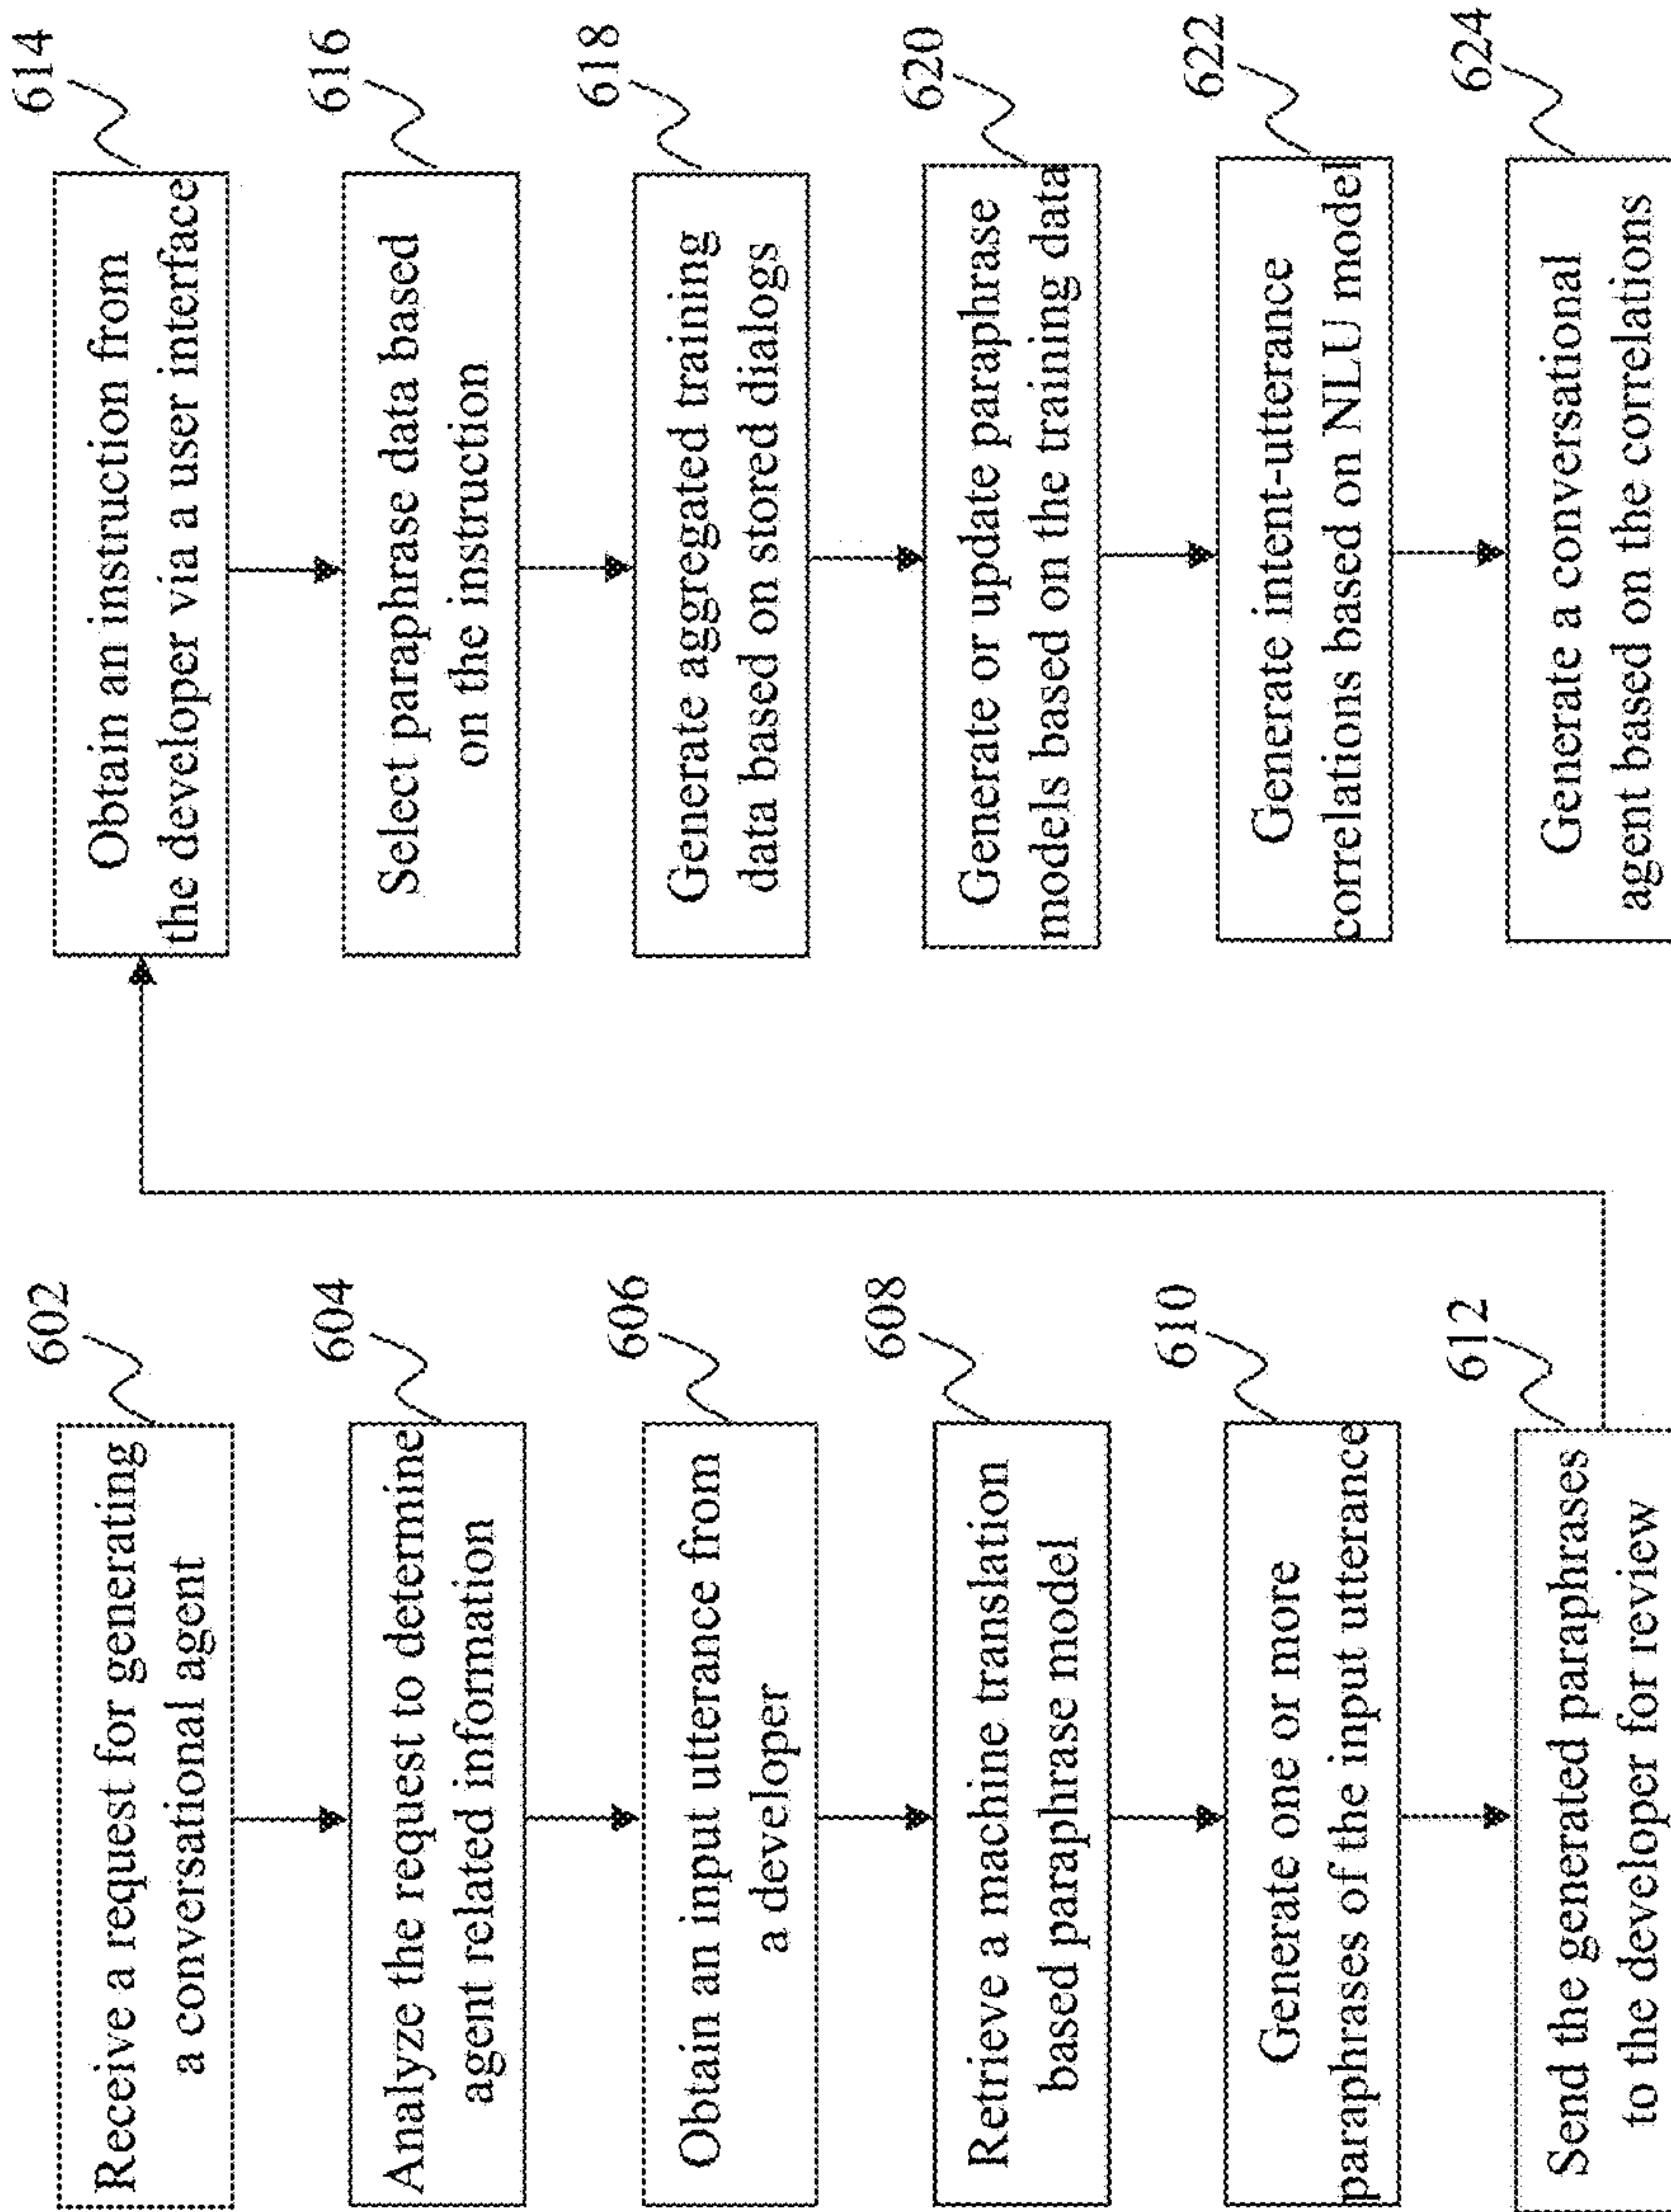 602
Receive a request for generating
a conversational agent
604
Analyze the request to determine
agent related information
606
Obtain an input utterance from
a developer
608
Retrieve a machine translation
based paraphrase model
610
Generate one or more
paraphrases of the input utterance
612
Send the generated paraphrases
to the developer for review
614
Obtain an instruction from
the developer via a user interface
616
Select paraphrase data based
on the instruction
618
Generate aggregated training
data based on stored dialogs
620
Generate or update paraphrase
models based on the training data
622
Generate intent-utterance
correlations based on NLU model
624
Generate a conversational
agent based on the correlations